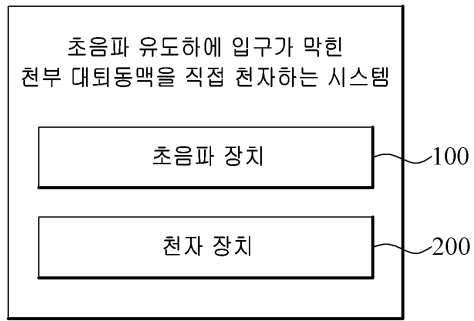 초음파 유도하에 입구가 막힌
천부 대퇴동맥을 직접 천자하는 시스템
초음파 장치 100
천자 장치 200